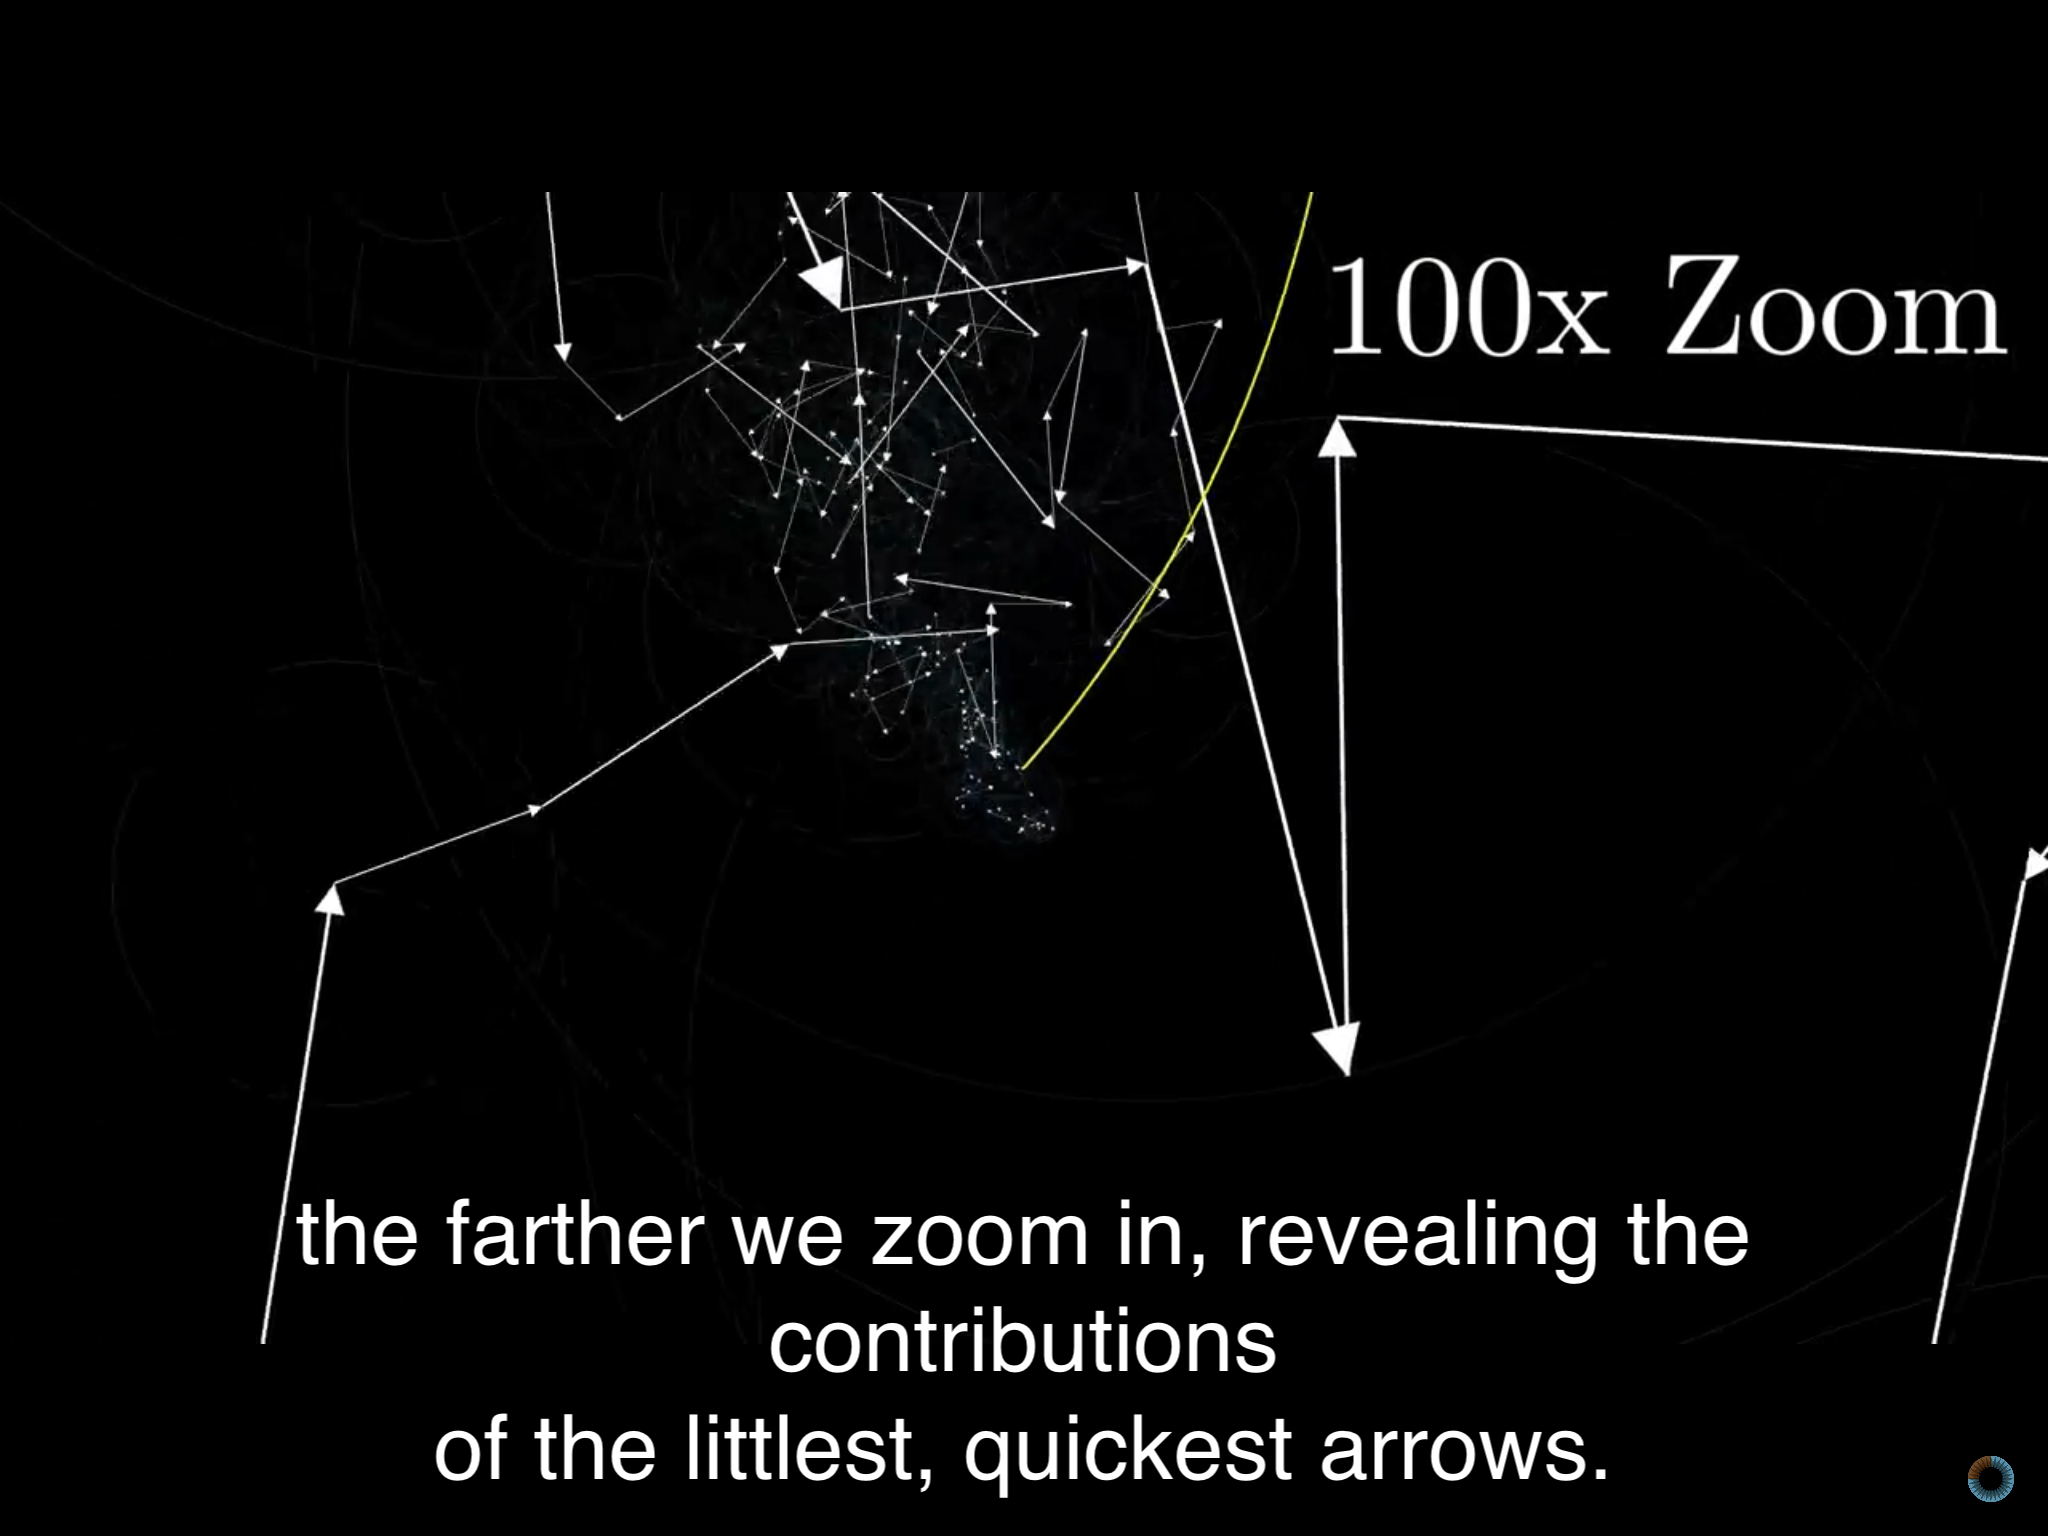 100x Zoom
the farther we zoom in, revealing the
contributions
of the littlest, quickest arrows.